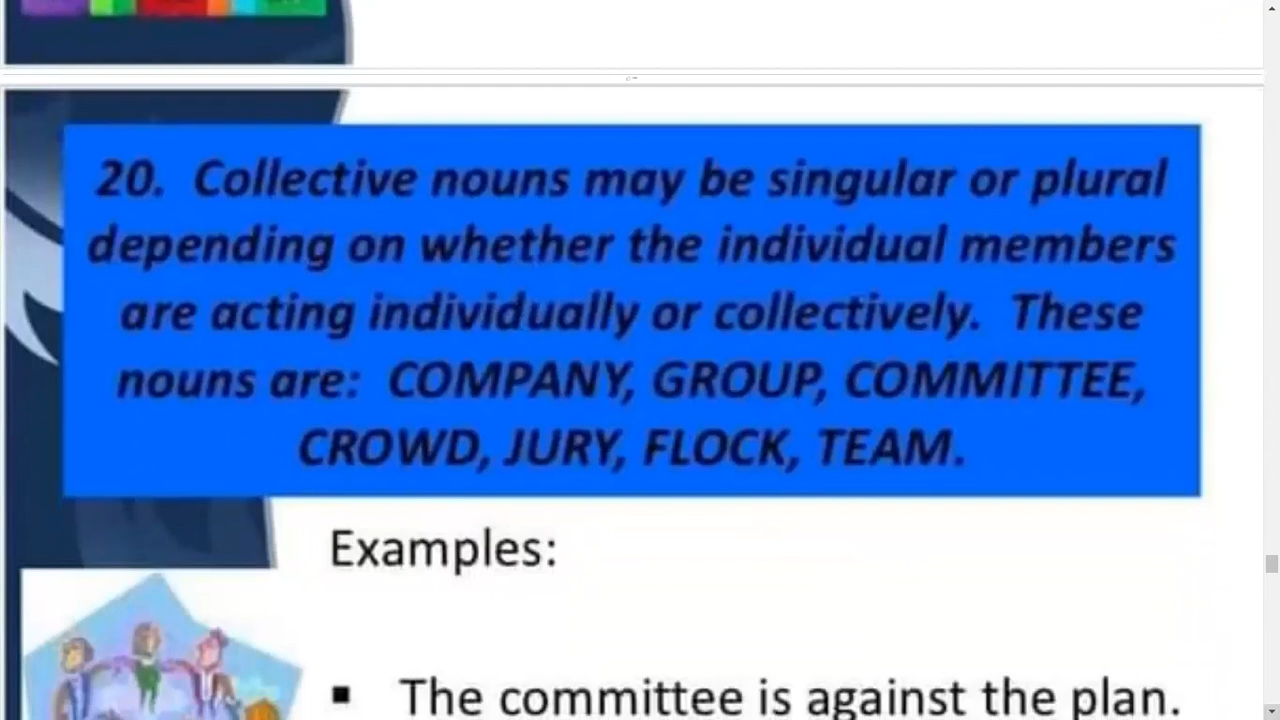 20. Collective nouns may be singular or plural
depending on whether the individual members
are acting individually or collectively. These
nouns are: COMPANY, GROUP, COMMITTEE,
CROWD, JURY, FLOCK, TEAM.
Examples:
▪ The committee is against the plan.